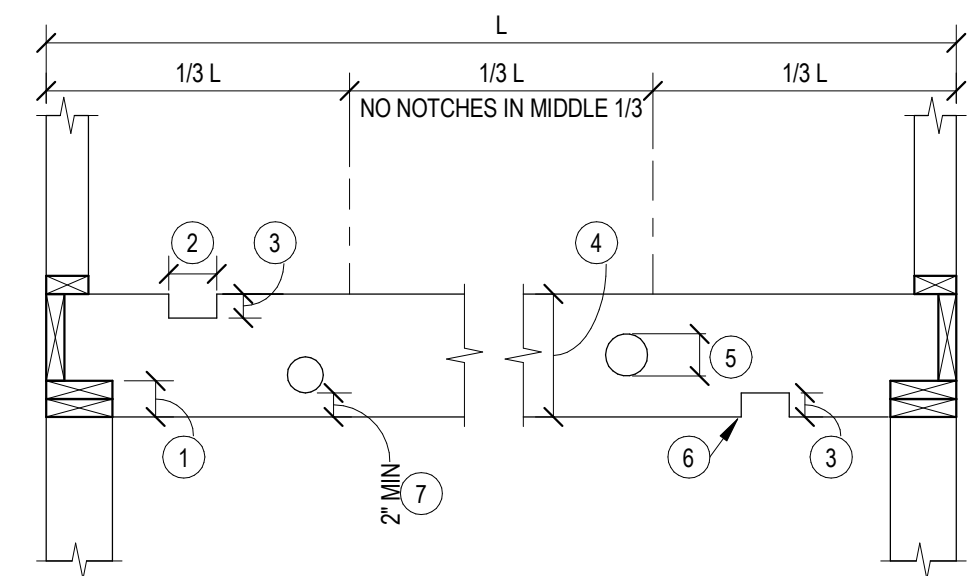 L
1/3 L
1/3 L
1/3 L
NO NOTCHES IN MIDDLE 1/3
2
3
4
5
1
6
3
2" MIN
7